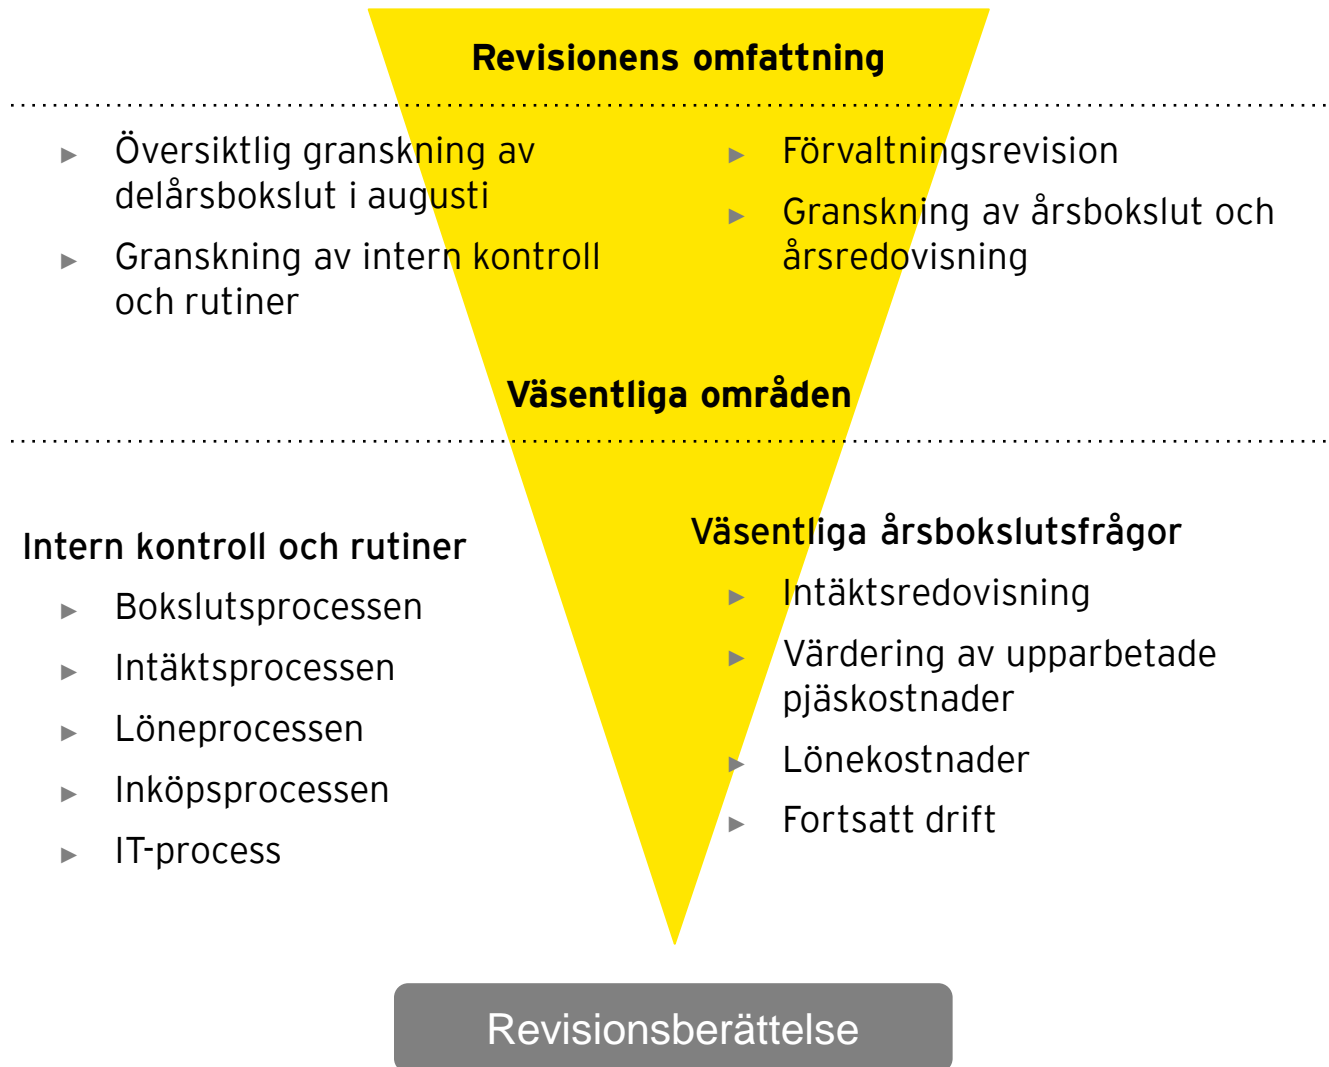 Revisionens omfattning
Översiktlig granskning av
delårsbokslut i augusti
Granskning av intern kontroll
och rutiner
Förvaltningsrevision
Granskning av årsbokslut och
årsredovisning
Väsentliga områden
Intern kontroll och rutiner
Bokslutsprocessen
Intäktsprocessen
Löneprocessen
Inköpsprocessen
IT-process
Väsentliga årsbokslutsfrågor
Intäktsredovisning
Värdering av upparbetade
pjäskostnader
Lönekostnader
Fortsatt drift
Revisionsberättelse